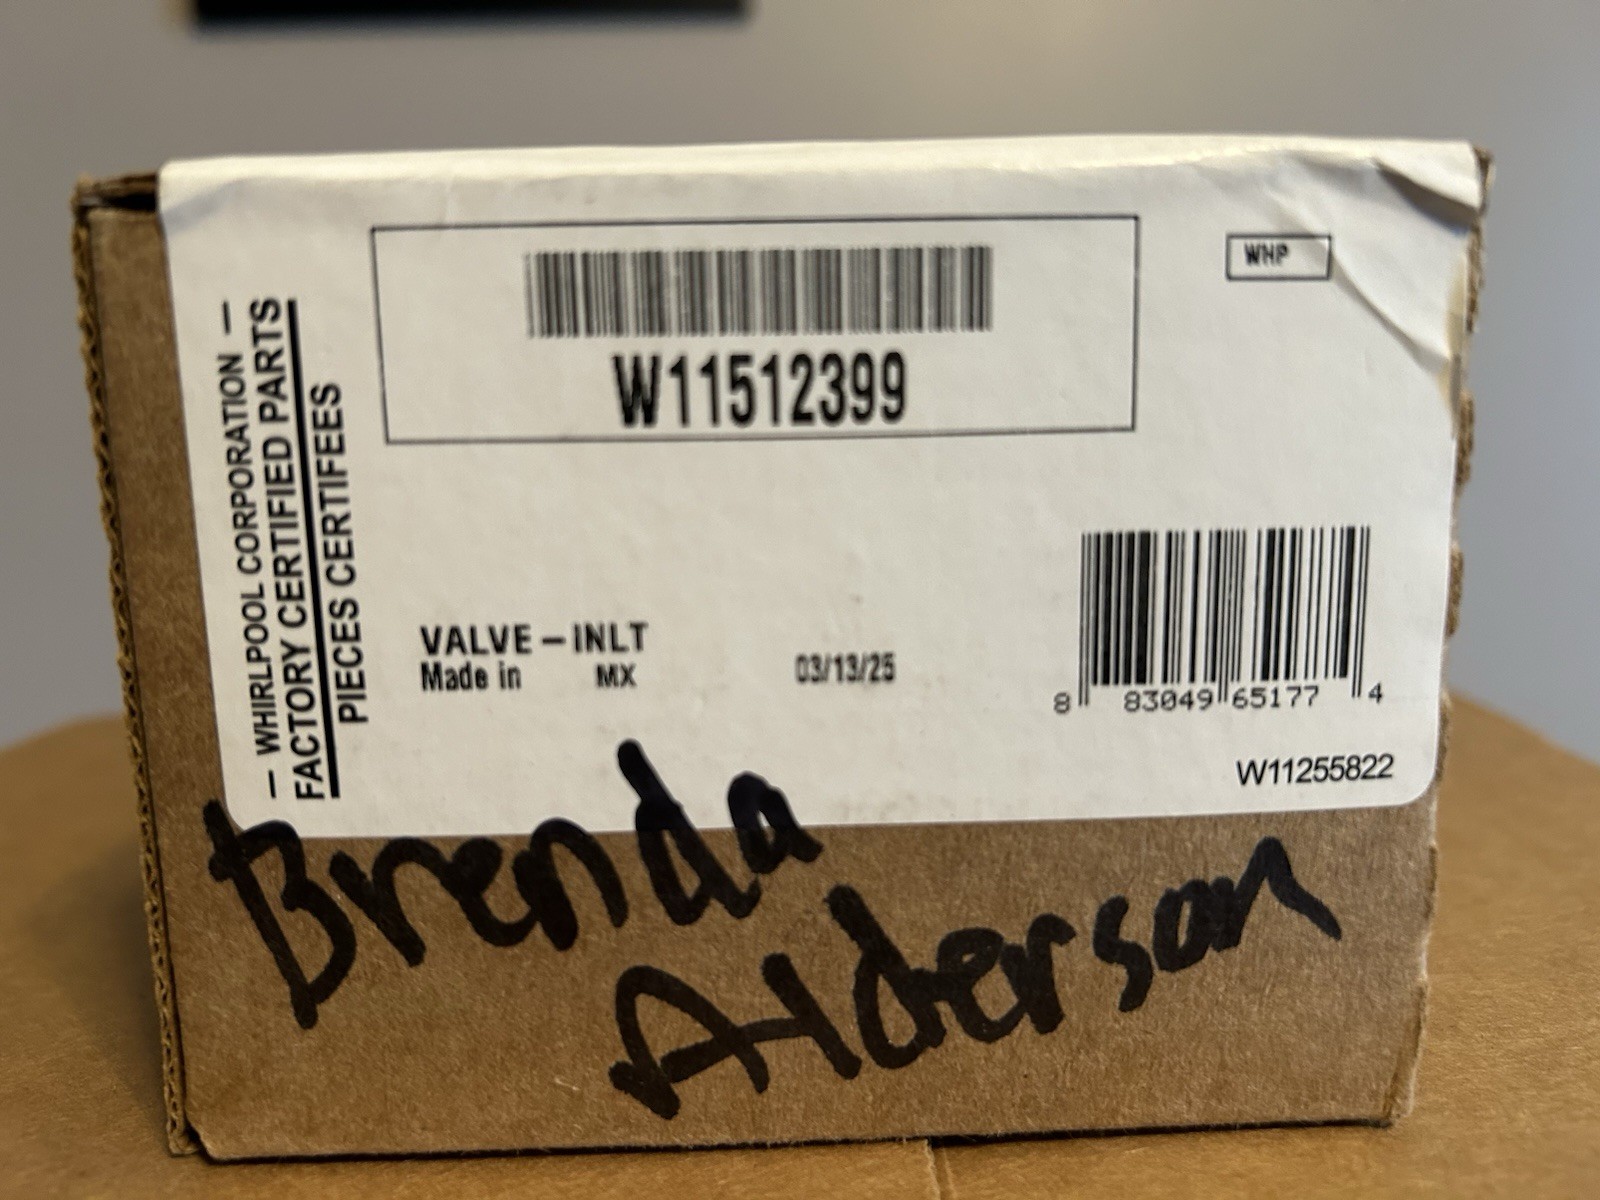 — WHIRLPOOL CORPORATION —
FACTORY CERTIFIED PARTS
PIECES CERTIFEES
W11512399
WHP
VALVE - INLT
Made in MX 03/13/25
8 83049 65177 4
W11255822
Brenda
Alderson